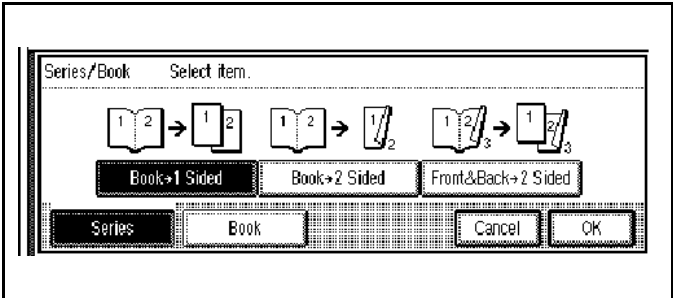 Series/Book Select item.
1 2 → 1 2 1 2 → 1 2 1 2 3 → 1 2 3
Book→1 Sided Book→2 Sided Front&Back→2 Sided
Series Book Cancel OK